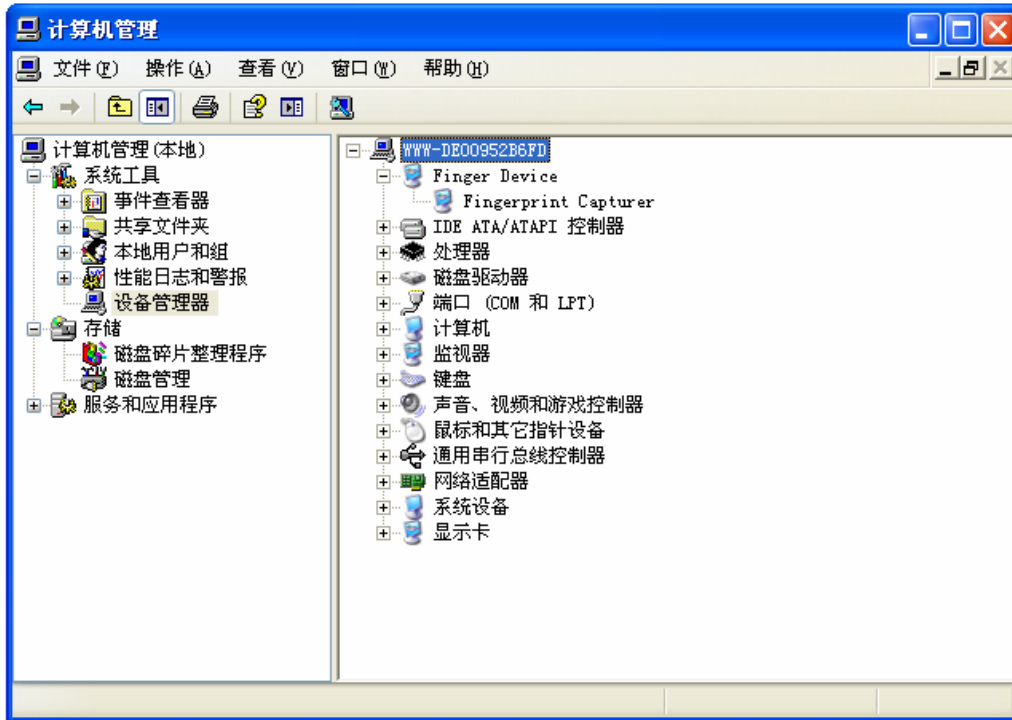 计算机管理
文件(F) 操作(A) 查看(V) 窗口(W) 帮助(H)
计算机管理(本地)
系统工具
事件查看器
共享文件夹
本地用户和组
性能日志和警报
设备管理器
存储
磁盘碎片整理程序
磁盘管理
服务和应用程序
WWW-DE00952B6FD
Finger Device
Fingerprint Capturer
IDE ATA/ATAPI 控制器
处理器
磁盘驱动器
端口 (COM 和 LPT)
计算机
监视器
键盘
声音、视频和游戏控制器
鼠标和其它指针设备
通用串行总线控制器
网络适配器
系统设备
显示卡